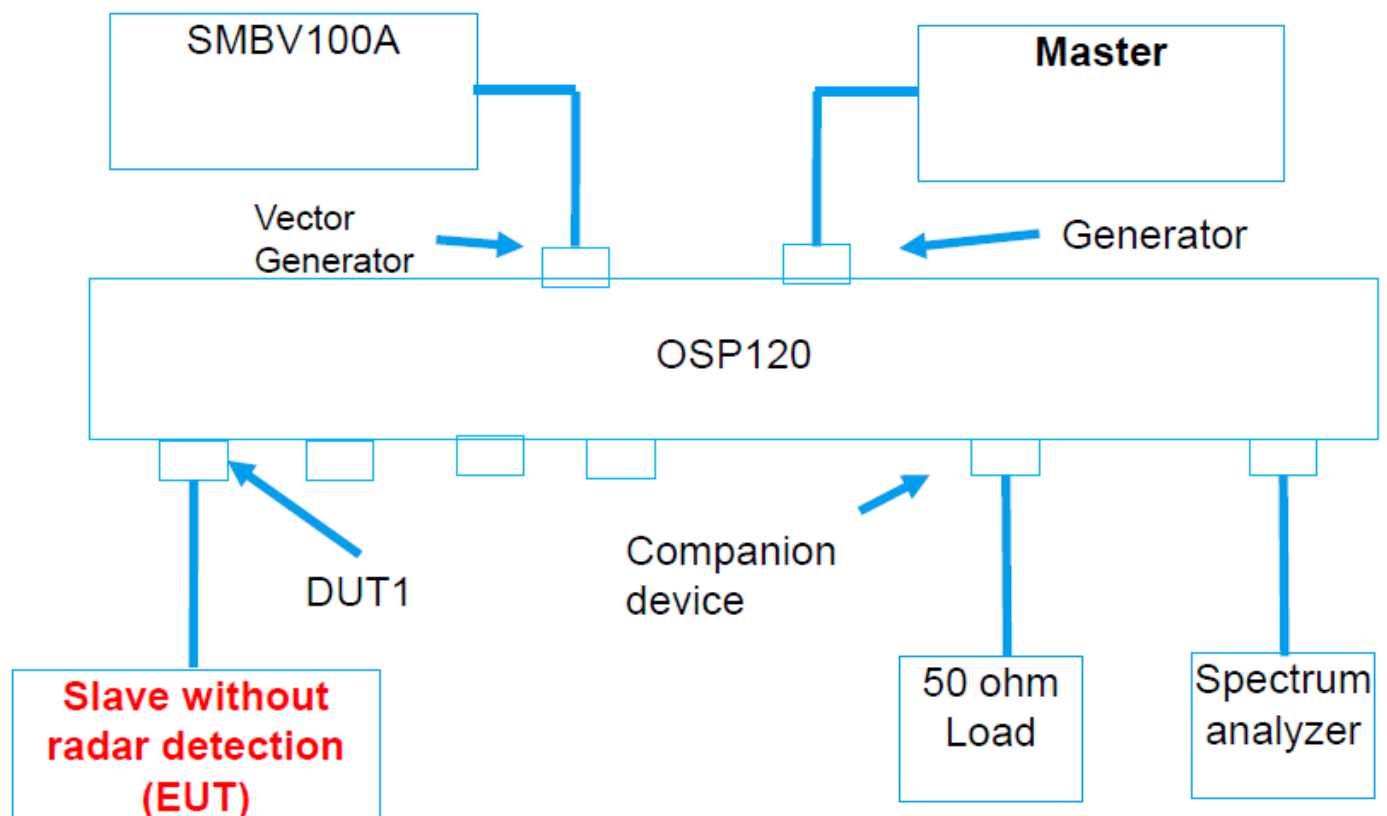 SMBV100A
Master
Vector
Generator
Generator
OSP120
DUT1
Companion
device
Slave without
radar detection
(EUT)
50 ohm
Load
Spectrum
analyzer